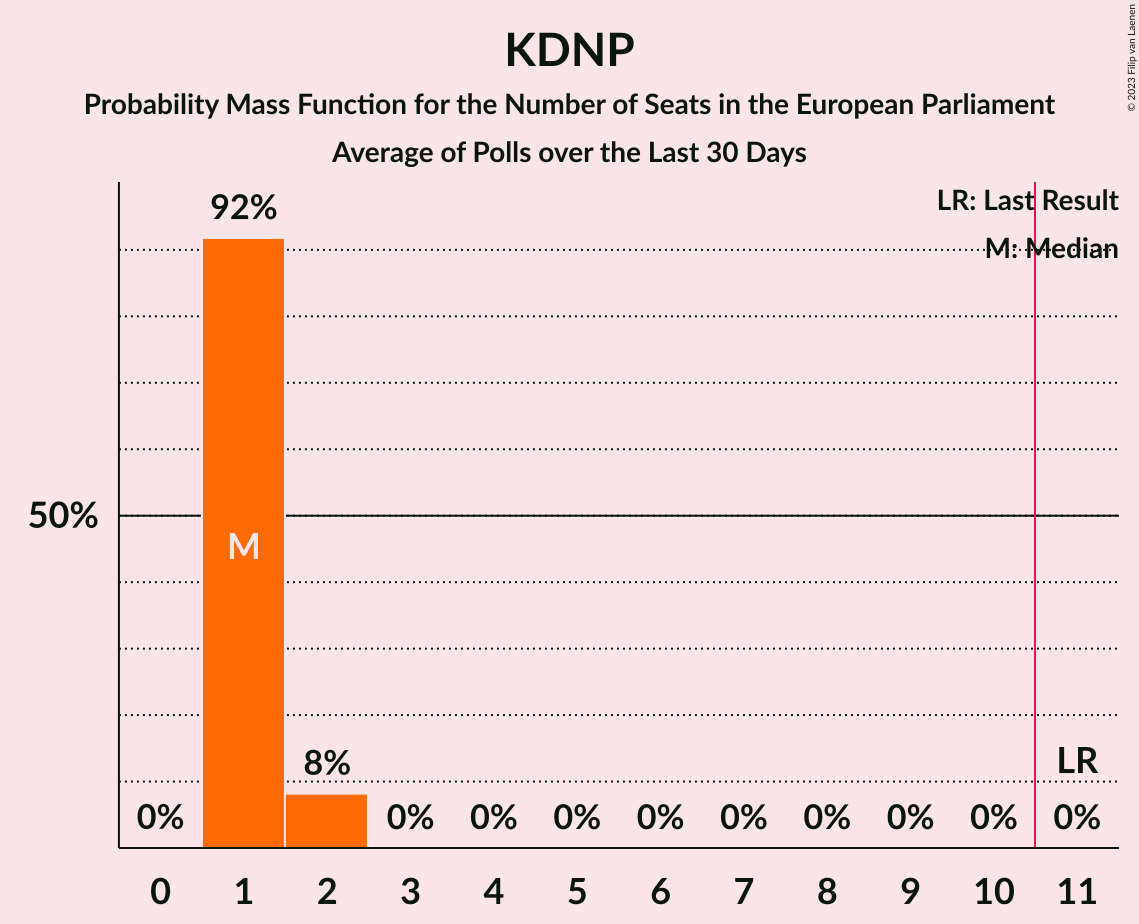 KDNP
Probability Mass Function for the Number of Seats in the European Parliament
Average of Polls over the Last 30 Days
© 2023 Filip van Laenen
LR: Last Result
M: Median
92%
50%
M
8%
LR
0% 0% 0% 0% 0% 0% 0% 0% 0% 0%
0 1 2 3 4 5 6 7 8 9 10 11